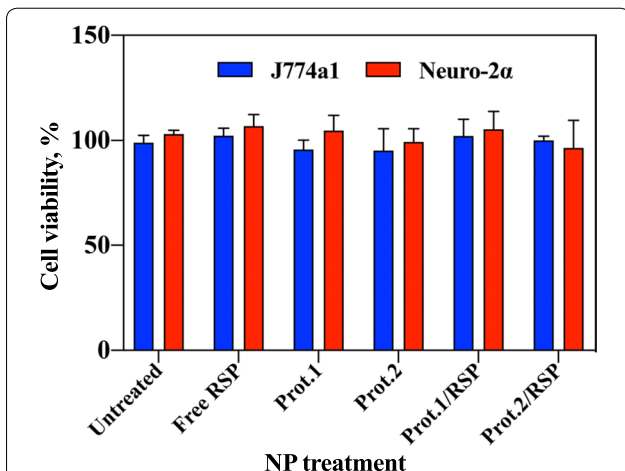 150
J774a1 Neuro-2α
100
50
0
Cell viability, %
Untreated
Free RSP
Prot.1
Prot.2
Prot.1/RSP
Prot.2/RSP
NP treatment